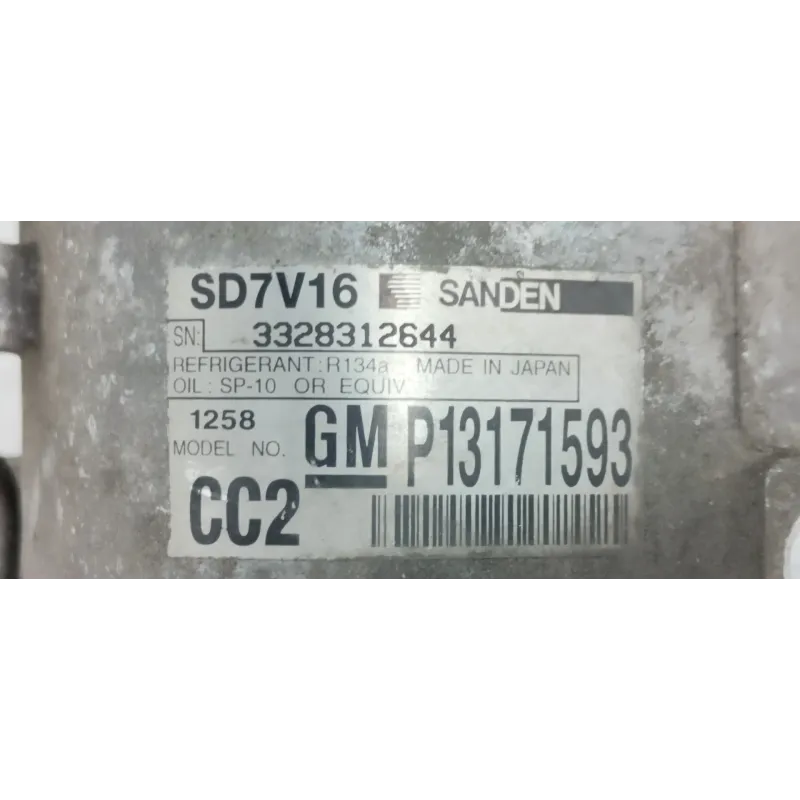 SD7V16 SANDEN
SN: 3328312644
REFRIGERANT: R134a MADE IN JAPAN
OIL: SP-10 OR EQUIV
1258
MODEL NO. GM P13171593
CC2